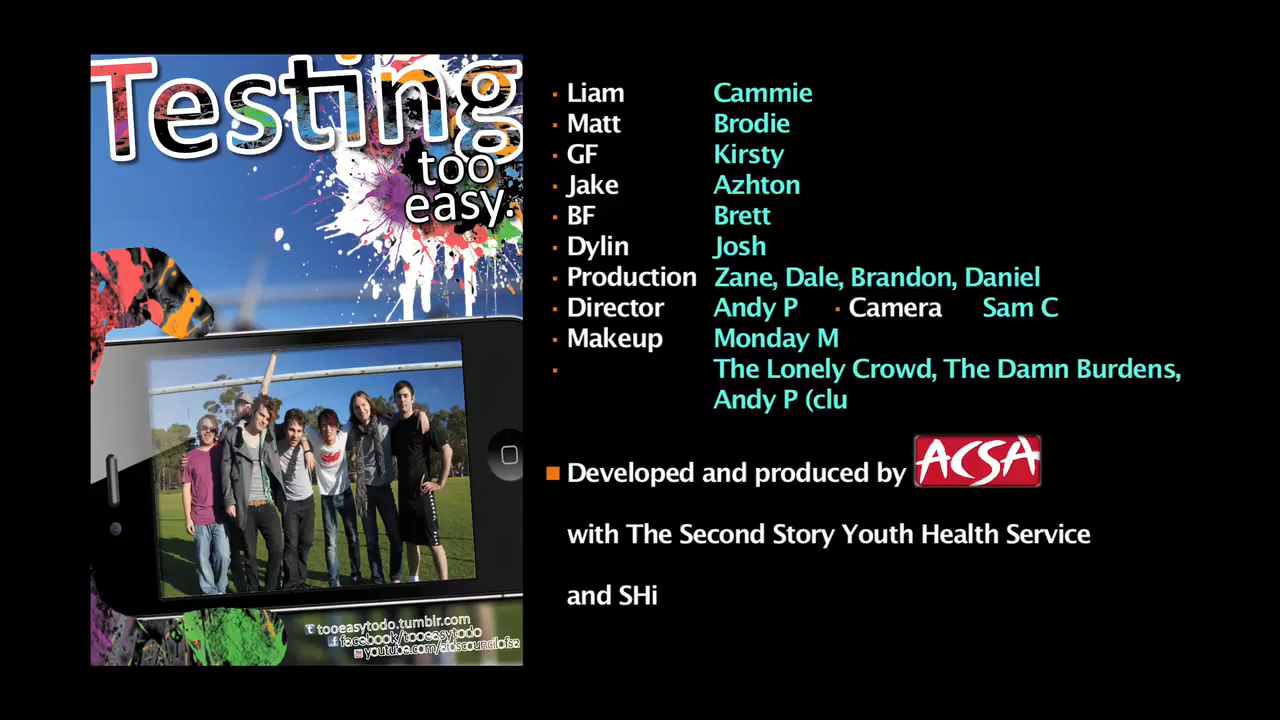 Testing
too
easy.
tooeasytodo.tumblr.com
facebook/tooeasytodo
youtube.com/aidscouncilofsa
Liam Cammie
Matt Brodie
GF Kirsty
Jake Azhton
BF Brett
Dylin Josh
Production Zane, Dale, Brandon, Daniel
Director Andy P Camera Sam C
Makeup Monday M
The Lonely Crowd, The Damn Burdens,
Andy P (clu
Developed and produced by ACSA
with The Second Story Youth Health Service
and SHi